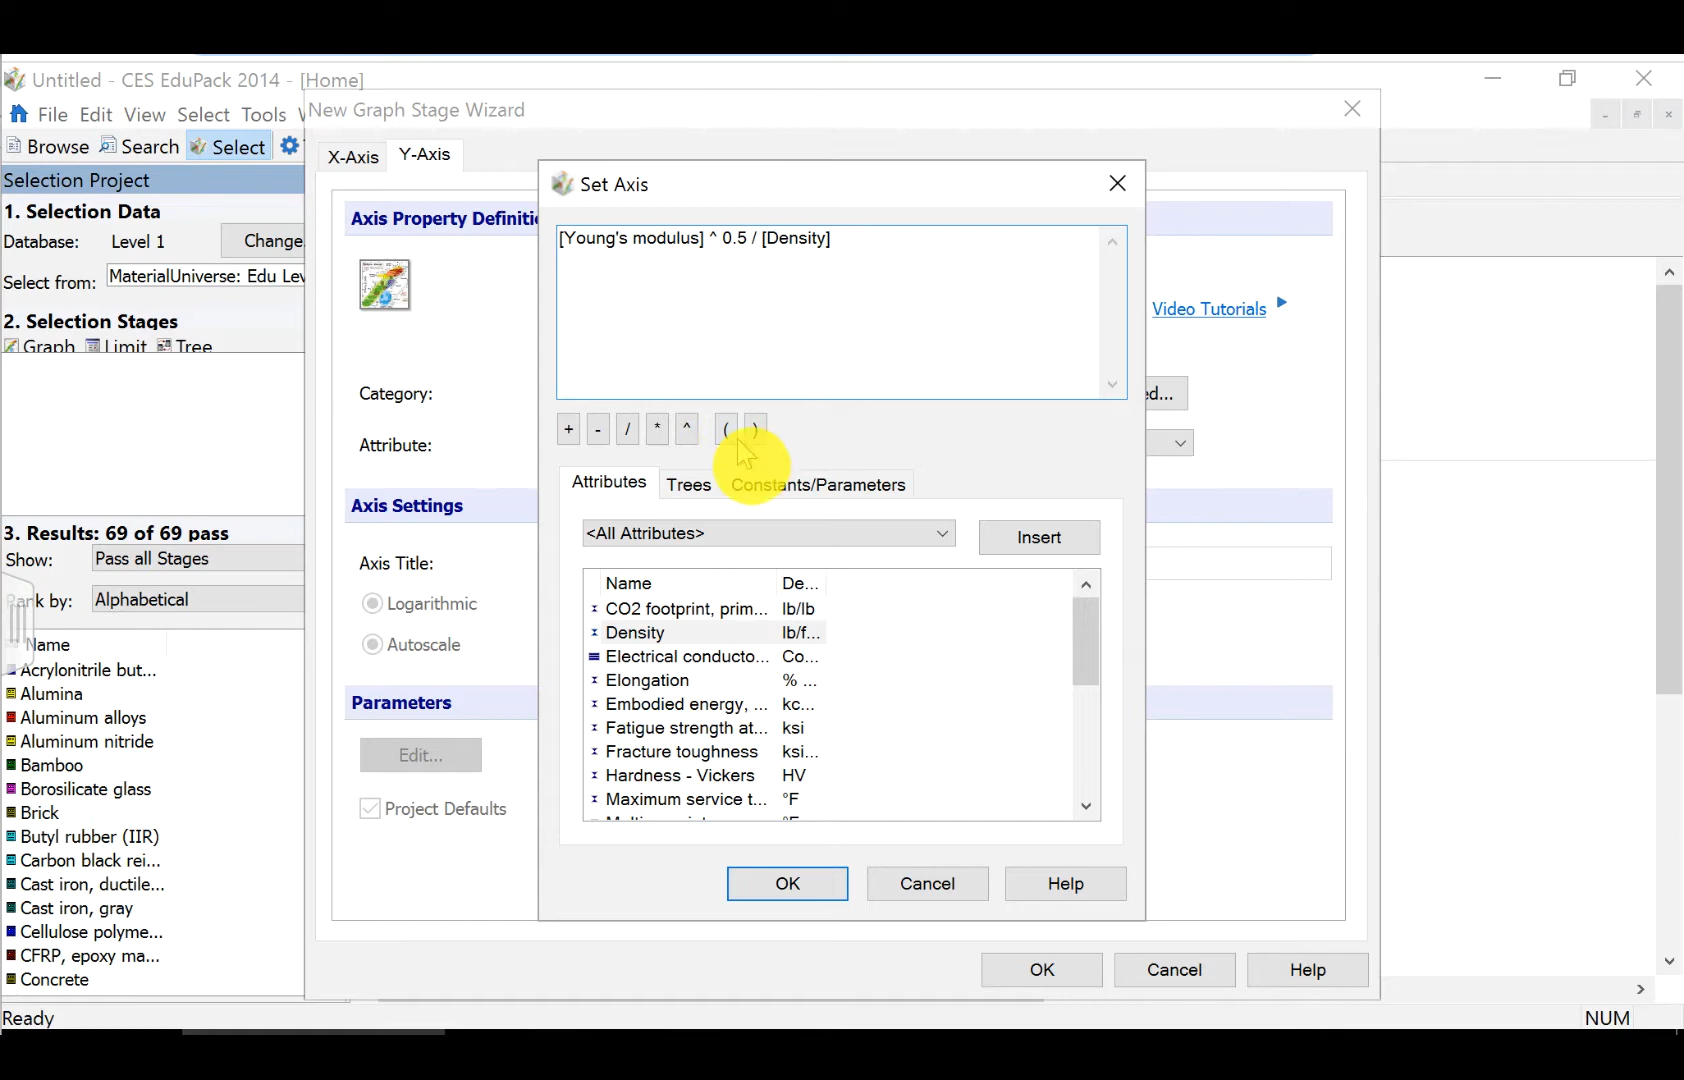 Untitled - CES EduPack 2014 - [Home]
File Edit View Select Tools
New Graph Stage Wizard
Browse Search Select
X-Axis Y-Axis
Selection Project
1. Selection Data
Database: Level 1 Change
Select from: MaterialUniverse: Edu Lev
2. Selection Stages
Graph Limit Tree
3. Results: 69 of 69 pass
Show: Pass all Stages
Rank by: Alphabetical
Name
Acrylonitrile but...
Alumina
Aluminum alloys
Aluminum nitride
Bamboo
Borosilicate glass
Brick
Butyl rubber (IIR)
Carbon black rei...
Cast iron, ductile...
Cast iron, gray
Cellulose polyme...
CFRP, epoxy ma...
Concrete
Ready
NUM
Axis Property Definitio
Category:
Attribute:
Axis Settings
Axis Title:
Logarithmic
Autoscale
Parameters
Edit...
Project Defaults
Video Tutorials
ed...
Set Axis
[Young's modulus] ^ 0.5 / [Density]
+ - / * ^ ( )
Attributes Trees Constants/Parameters
<All Attributes> Insert
Name De...
CO2 footprint, prim... lb/lb
Density lb/f...
Electrical conducto... Co...
Elongation % ...
Embodied energy, ... kc...
Fatigue strength at... ksi
Fracture toughness ksi...
Hardness - Vickers HV
Maximum service t... °F
OK Cancel Help
OK Cancel Help